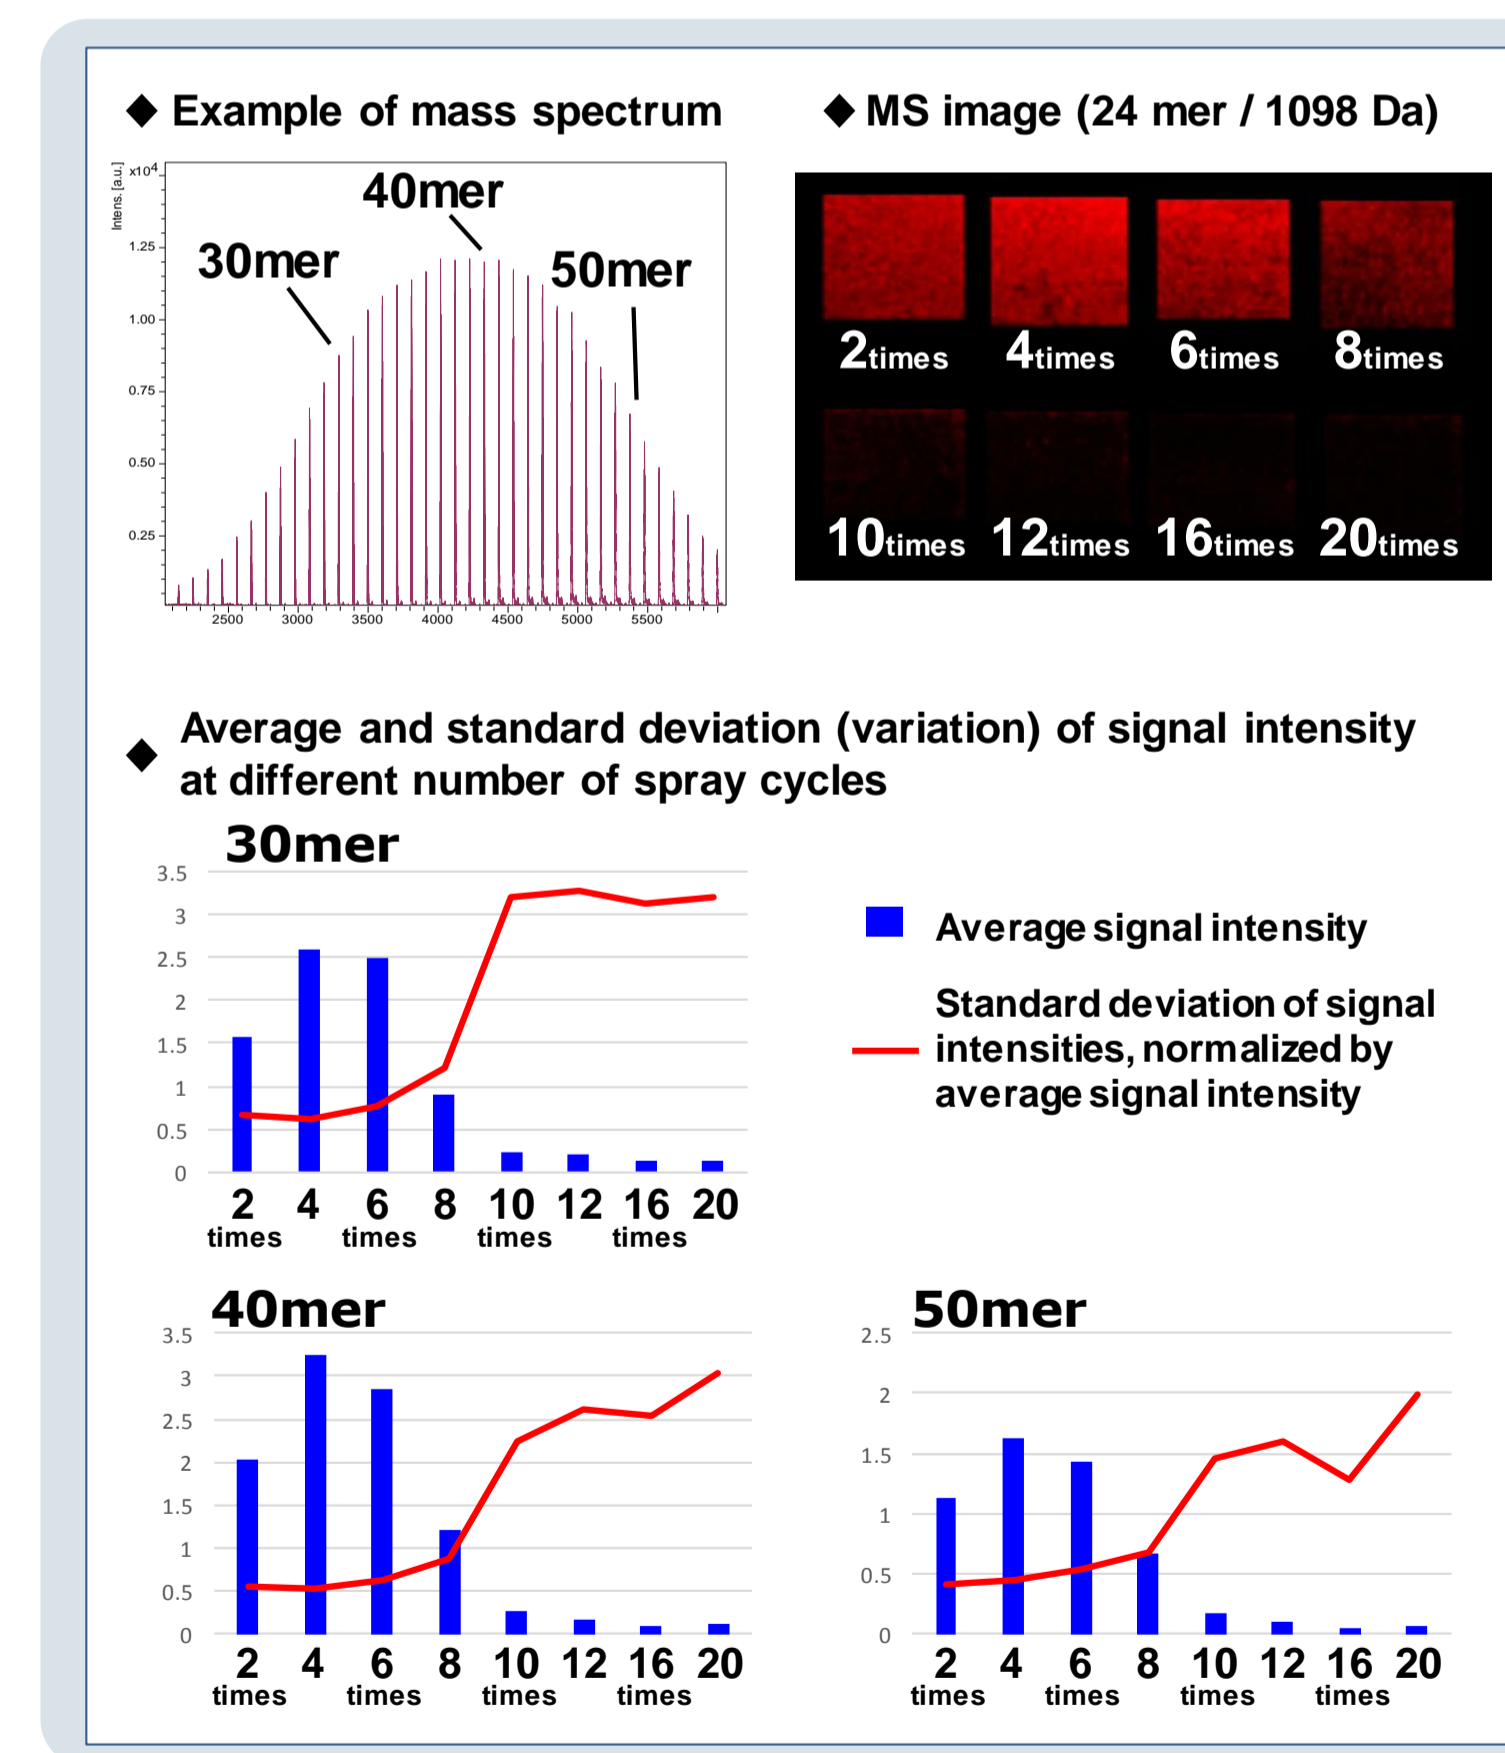 ◆ Example of mass spectrum
◆ MS image (24 mer / 1098 Da)
Intens. [a.u.]
x10⁴
1.25
1.00
0.75
0.50
0.25
30mer
40mer
50mer
2500 3000 3500 4000 4500 5000 5500
2times 4times 6times 8times
10times 12times 16times 20times
◆ Average and standard deviation (variation) of signal intensity
at different number of spray cycles
30mer
3.5
3
2.5
2
1.5
1
0.5
0
2 4 6 8 10 12 16 20
times times times times
Average signal intensity
Standard deviation of signal
intensities, normalized by
average signal intensity
40mer
3.5
3
2.5
2
1.5
1
0.5
0
2 4 6 8 10 12 16 20
times times times times
50mer
2.5
2
1.5
1
0.5
0
2 4 6 8 10 12 16 20
times times times times